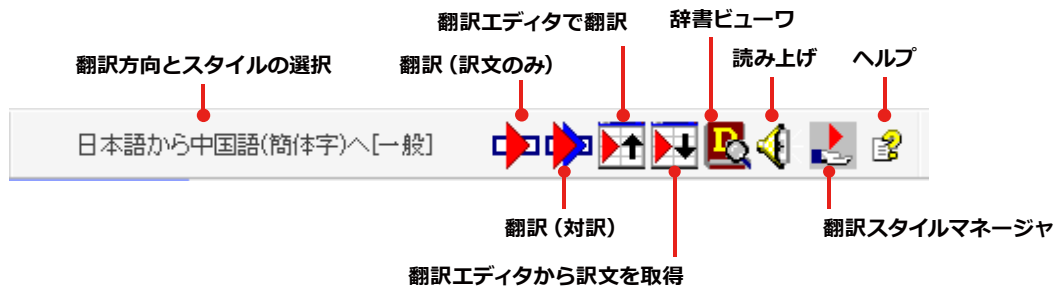 翻訳エディタで翻訳
辞書ビューワ
翻訳方向とスタイルの選択
翻訳（訳文のみ）
読み上げ
ヘルプ
日本語から中国語(簡体字)へ[一般]
翻訳（対訳）
翻訳スタイルマネージャ
翻訳エディタから訳文を取得